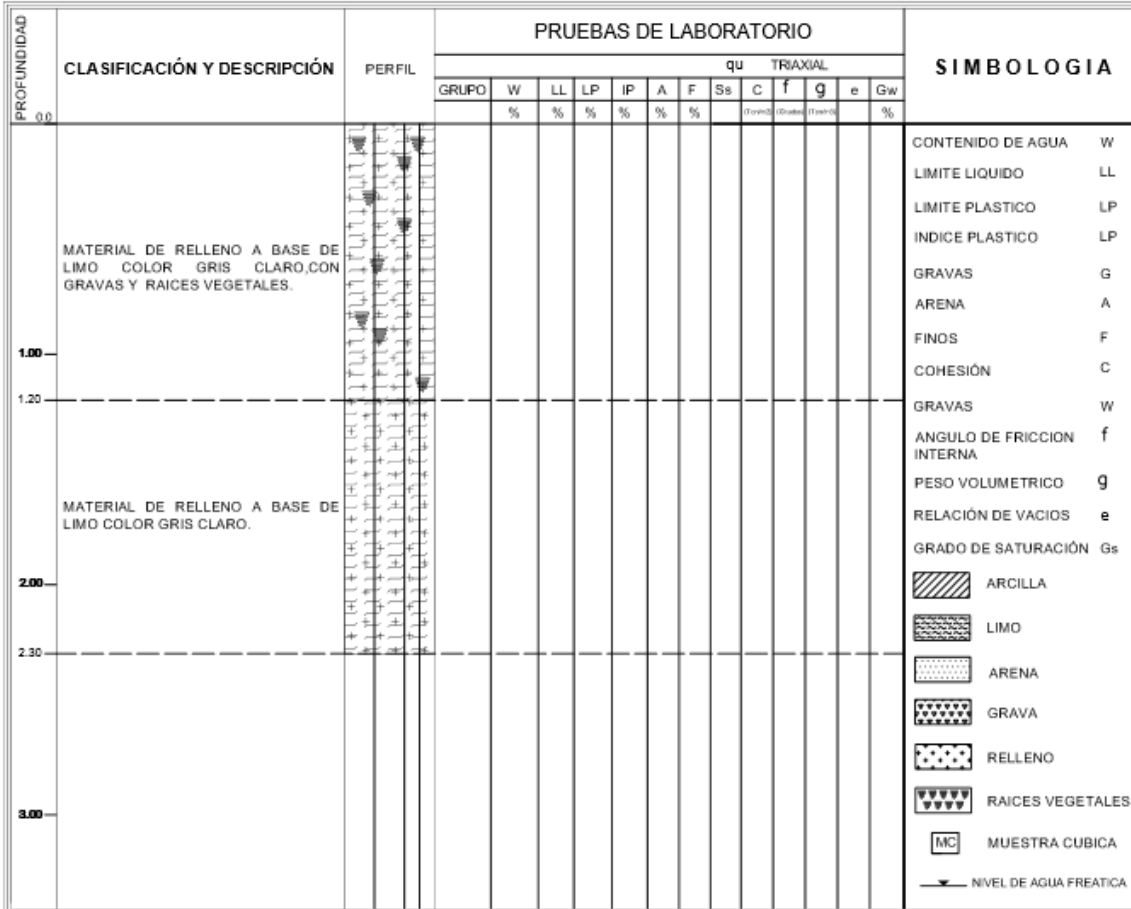 PROFUNDIDAD
0.0
CLASIFICACIÓN Y DESCRIPCIÓN
PERFIL
PRUEBAS DE LABORATORIO
qu TRIAXIAL
GRUPO W LL LP IP A F Ss C f g e Gw
% % % % % % %
SIMBOLOGIA
MATERIAL DE RELLENO A BASE DE
LIMO COLOR GRIS CLARO,CON
GRAVAS Y RAICES VEGETALES.
1.00
1.20
MATERIAL DE RELLENO A BASE DE
LIMO COLOR GRIS CLARO.
2.00
2.30
3.00
CONTENIDO DE AGUA W
LIMITE LIQUIDO LL
LIMITE PLASTICO LP
INDICE PLASTICO LP
GRAVAS G
ARENA A
FINOS F
COHESIÓN C
GRAVAS W
ANGULO DE FRICCION f
INTERNA
PESO VOLUMETRICO g
RELACIÓN DE VACIOS e
GRADO DE SATURACIÓN Gs
ARCILLA
LIMO
ARENA
GRAVA
RELLENO
RAICES VEGETALES
MC MUESTRA CUBICA
NIVEL DE AGUA FREATICA